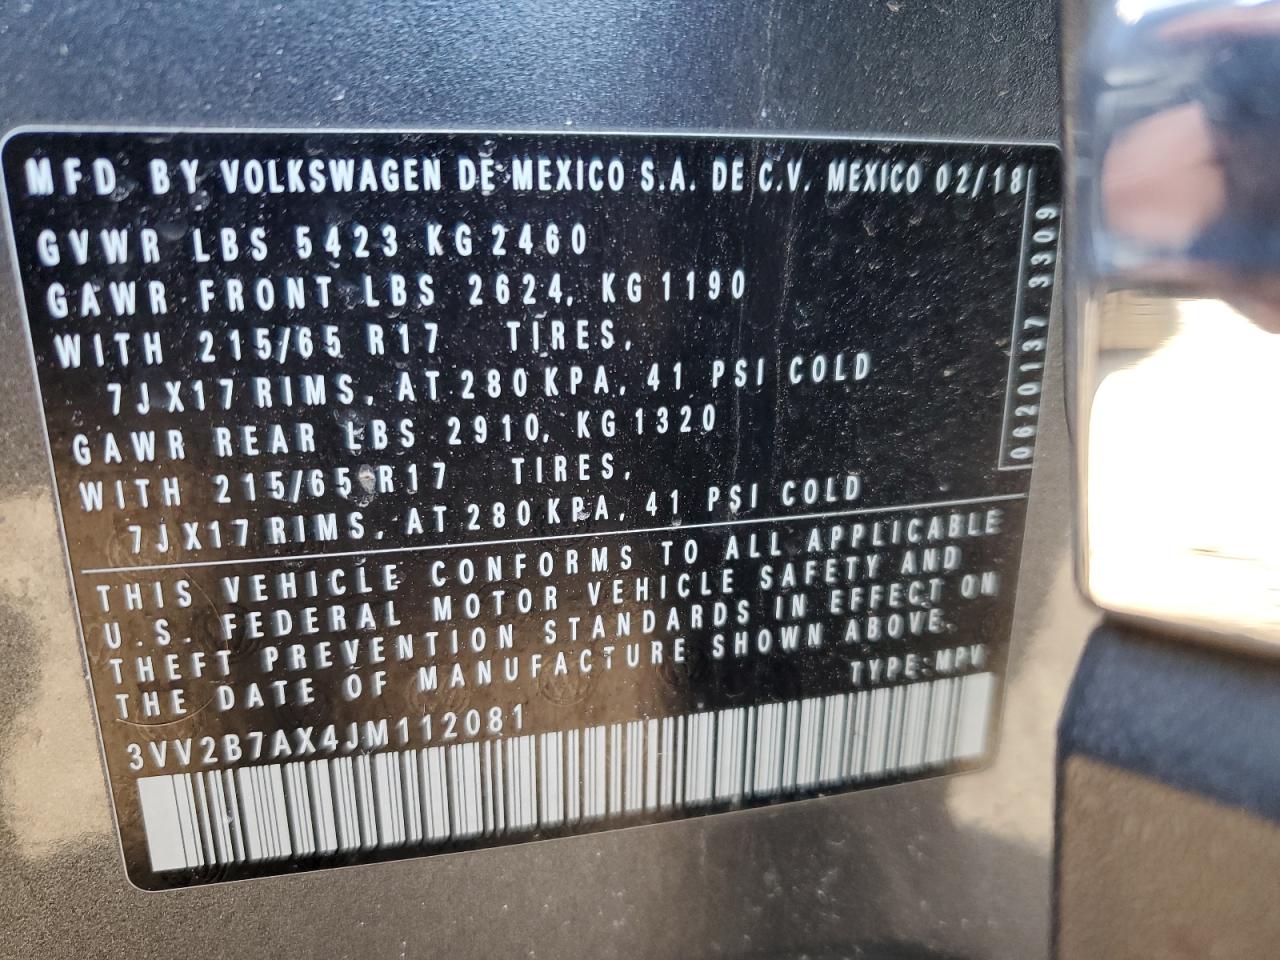 MFD. BY. VOLKSWAGEN DE MEXICO S.A. DE C.V. MEXICO 02/18
GVWR LBS 5423 KG 2460
GAWR FRONT LBS 2624, KG 1190
WITH 215/65 R17 TIRES,
7JX17 RIMS, AT 280 KPA, 41 PSI COLD
GAWR REAR LBS 2910, KG 1320
WITH 215/65 R17 TIRES,
7JX17 RIMS, AT 280 KPA, 41 PSI COLD
0620137 3309
THIS VEHICLE CONFORMS TO ALL APPLICABLE
U.S. FEDERAL MOTOR VEHICLE SAFETY AND
THEFT PREVENTION STANDARDS IN EFFECT ON
THE DATE OF MANUFACTURE SHOWN ABOVE.
TYPE: MPV
3VV2B7AX4JM112081